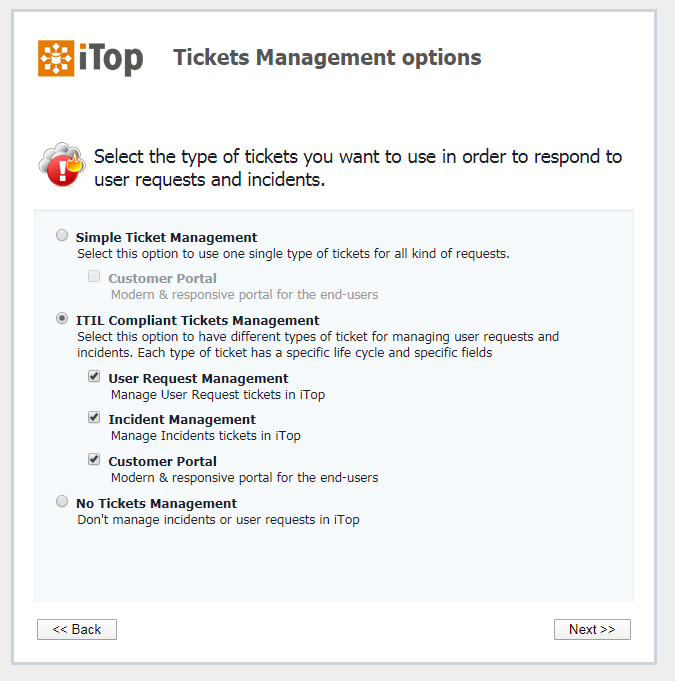 iTop
Tickets Management options
Select the type of tickets you want to use in order to respond to
user requests and incidents.
Simple Ticket Management
Select this option to use one single type of tickets for all kind of requests.
Customer Portal
Modern & responsive portal for the end-users
ITIL Compliant Tickets Management
Select this option to have different types of ticket for managing user requests and
incidents. Each type of ticket has a specific life cycle and specific fields
User Request Management
Manage User Request tickets in iTop
Incident Management
Manage Incidents tickets in iTop
Customer Portal
Modern & responsive portal for the end-users
No Tickets Management
Don't manage incidents or user requests in iTop
<< Back
Next >>